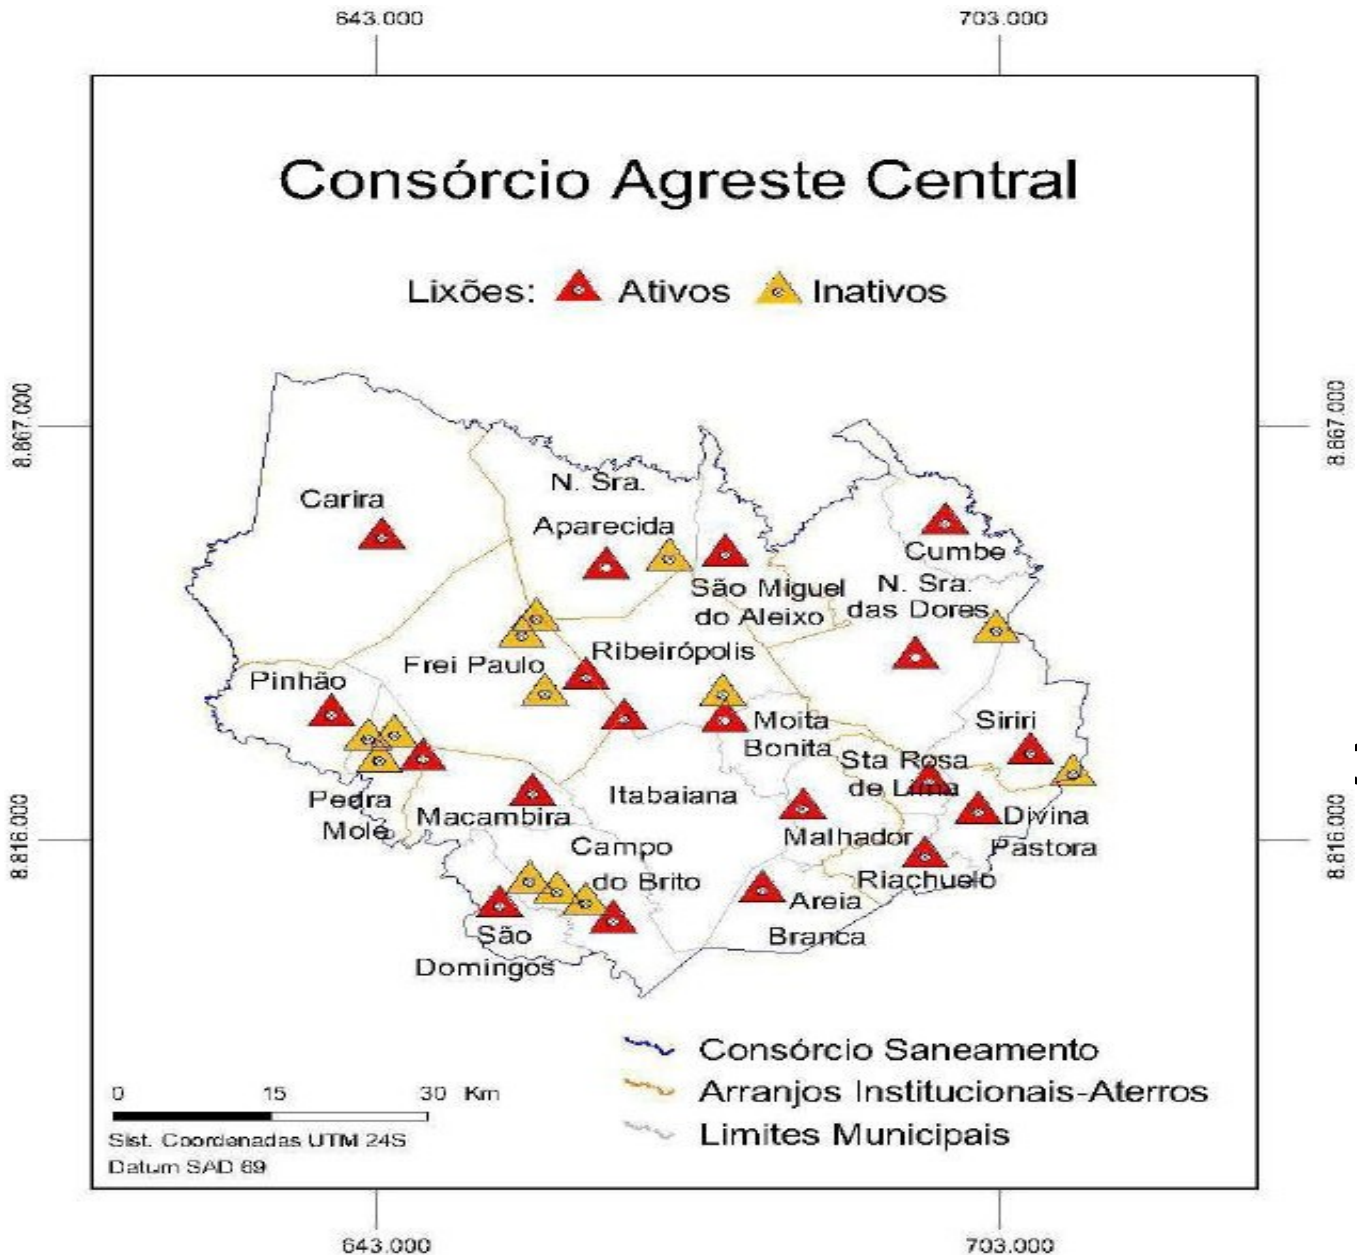 643.000 703.000
Consórcio Agreste Central
Lixões: Ativos Inativos
8.867.000 8.867.000
N. Sra.
Aparecida
Carira
Cumbe
São Miguel
do Aleixo
N. Sra.
das Dores
Ribeirópolis
Frei Paulo
Pinhão
Moita
Bonita
Siriri
Sta Rosa
de Lima
Pedra
Mole
Macambira
Itabaiana
Malhador
Divina
Pastora
8.816.000 8.816.000
Campo
do Brito
Riachuelo
Areia
Branca
São
Domingos
Consórcio Saneamento
Arranjos Institucionais-Aterros
Limites Municipais
0 15 30 Km
Sist. Coordenadas UTM 24S
Datum SAD 69
643.000 703.000